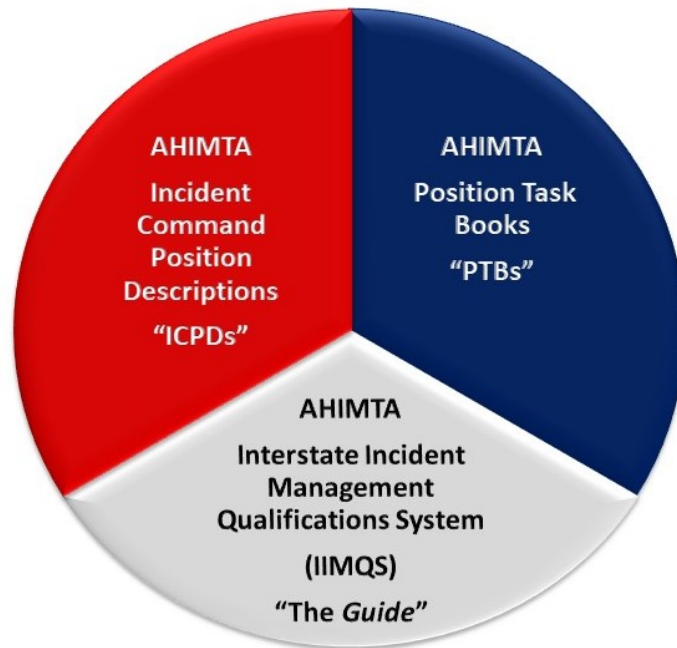 AHIMTA
Incident
Command
Position
Descriptions
“ICPDs”
AHIMTA
Position Task
Books
“PTBs”
AHIMTA
Interstate Incident
Management
Qualifications System
(IIMQS)
“The Guide”